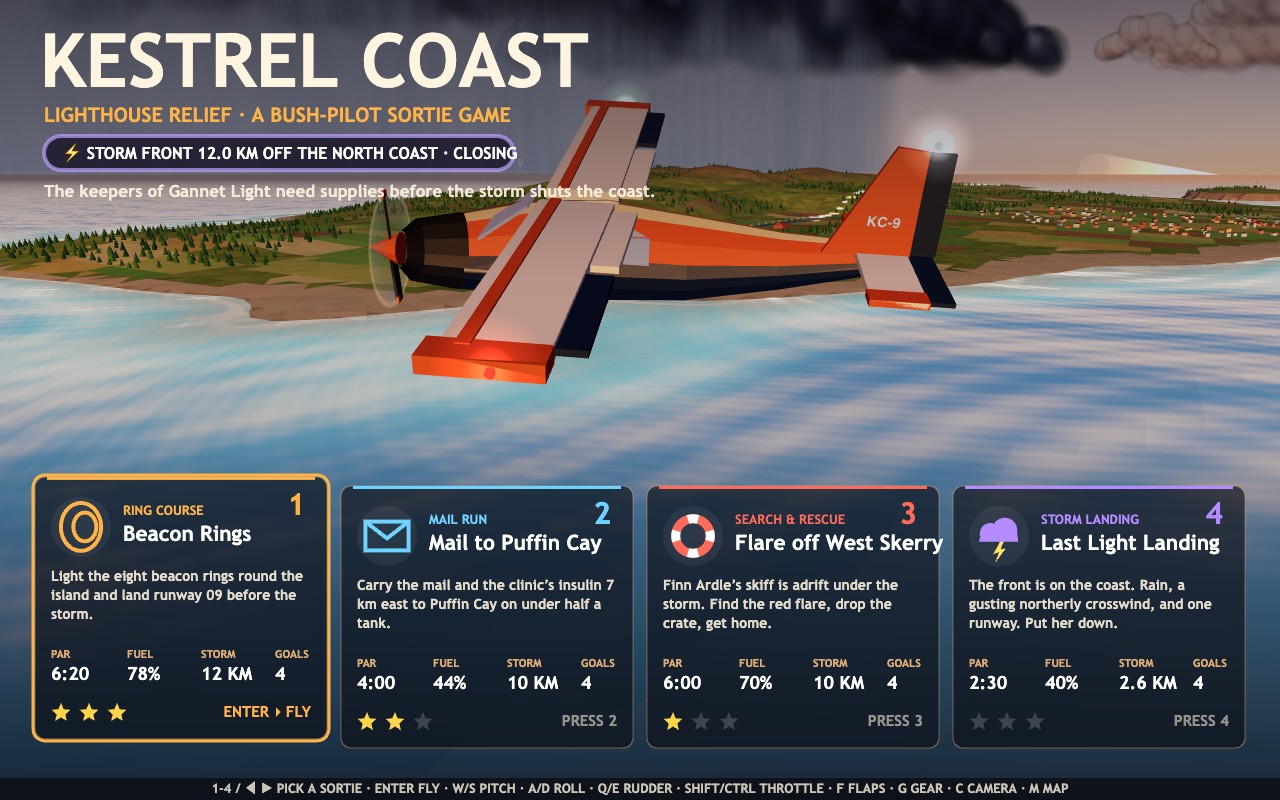 KESTREL COAST
LIGHTHOUSE RELIEF · A BUSH-PILOT SORTIE GAME
⚡ STORM FRONT 12.0 KM OFF THE NORTH COAST · CLOSING
The keepers of Gannet Light need supplies before the storm shuts the coast.
KC-9
RING COURSE 1
Beacon Rings
Light the eight beacon rings round the
island and land runway 09 before the
storm.
PAR FUEL STORM GOALS
6:20 78% 12 KM 4
ENTER ▸ FLY
MAIL RUN 2
Mail to Puffin Cay
Carry the mail and the clinic's insulin 7
km east to Puffin Cay on under half a
tank.
PAR FUEL STORM GOALS
4:00 44% 10 KM 4
PRESS 2
SEARCH & RESCUE 3
Flare off West Skerry
Finn Ardle's skiff is adrift under the
storm. Find the red flare, drop the
crate, get home.
PAR FUEL STORM GOALS
6:00 70% 10 KM 4
PRESS 3
STORM LANDING 4
Last Light Landing
The front is on the coast. Rain, a
gusting northerly crosswind, and one
runway. Put her down.
PAR FUEL STORM GOALS
2:30 40% 2.6 KM 4
PRESS 4
1-4 / ◀ ▶ PICK A SORTIE · ENTER FLY · W/S PITCH · A/D ROLL · Q/E RUDDER · SHIFT/CTRL THROTTLE · F FLAPS · G GEAR · C CAMERA · M MAP